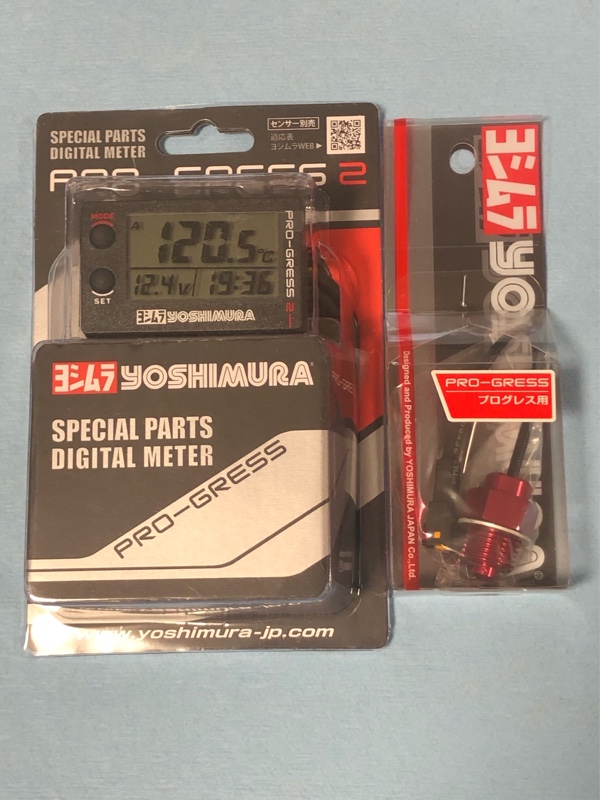 SPECIAL PARTS
DIGITAL METER
センサー別売
適応表
ヨシムラWEB▶
PRO-GRESS 2
MODE
SET
120.5℃
12.4V
19:36
PRO-GRESS 2
ヨシムラ YOSHIMURA
ヨシムラ YOSHIMURA
SPECIAL PARTS
DIGITAL METER
PRO-GRESS
www.yoshimura-jp.com
ヨシムラ
PRO-GRESS
プログレス用
Designed and Produced by YOSHIMURA JAPAN Co.,Ltd.